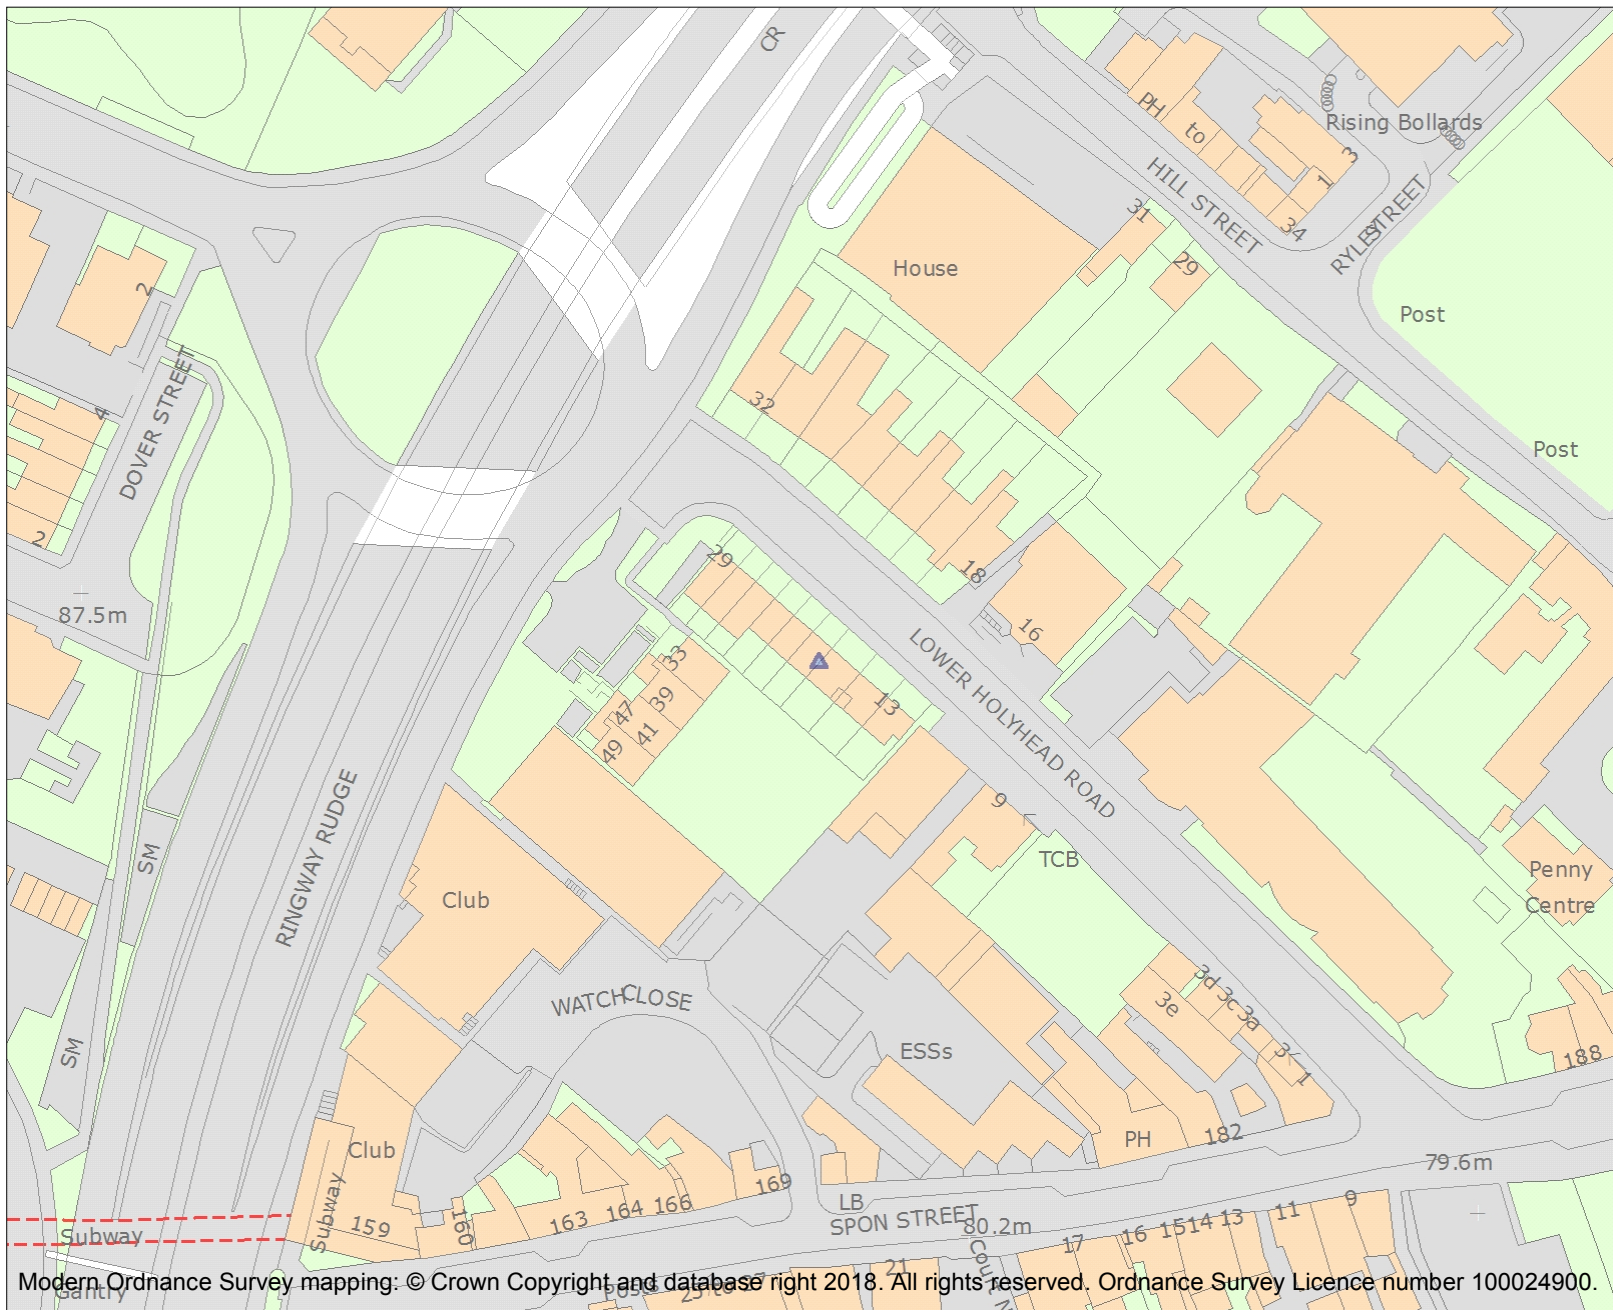 CR
PH
to
Rising Bollards
3
1
HILL STREET
34
RYLEY STREET
31
29
House
Post
2
32
4
DOVER STREET
Post
2
29
18
16
87.5m
33
39
47
41
49
13
LOWER HOLYHEAD ROAD
RINGWAY RUDGE
9
TCB
SM
Club
Penny
Centre
3d
3c
3a
3e
WATCH CLOSE
SM
ESSs
3
1
188
Club
PH
182
79.6m
169
LB
SPON STREET
80.2m
166
164
163
160
159
Subway
Subway
9
11
13
14
15
16
17
21
Gantry
Posts
Modern Ordnance Survey mapping: © Crown Copyright and database right 2018. All rights reserved. Ordnance Survey Licence number 100024900.